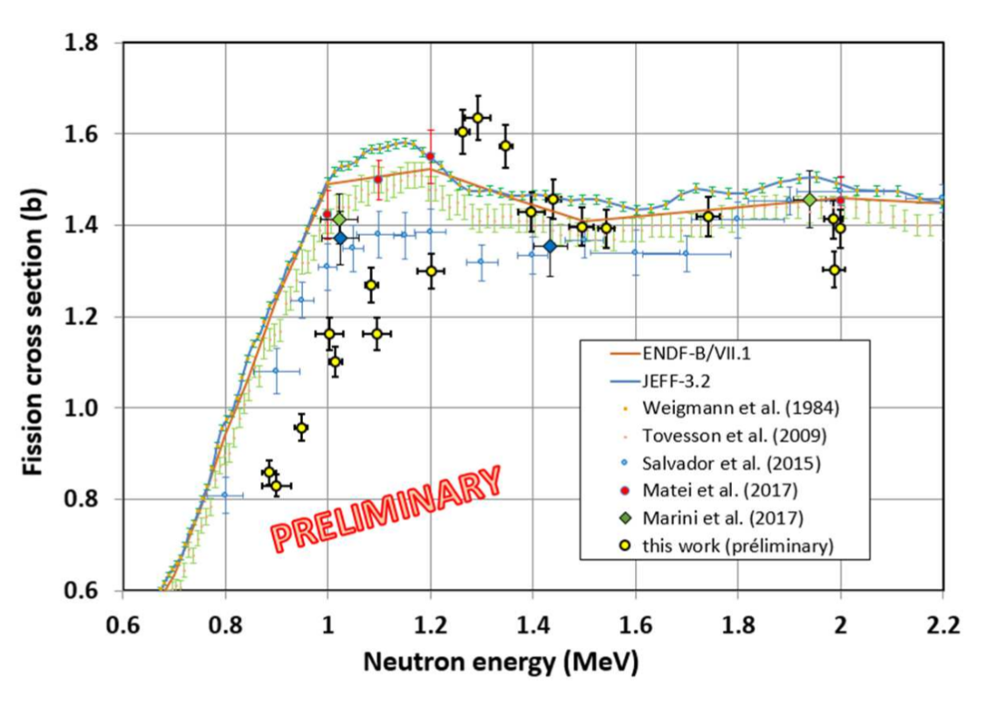 1.8
1.6
1.4
1.2
1.0
0.8
0.6
Fission cross section (b)
ENDF-B/VII.1
JEFF-3.2
Weigmann et al. (1984)
Tovesson et al. (2009)
Salvador et al. (2015)
Matei et al. (2017)
Marini et al. (2017)
this work (préliminary)
PRELIMINARY
0.6 0.8 1 1.2 1.4 1.6 1.8 2 2.2
Neutron energy (MeV)